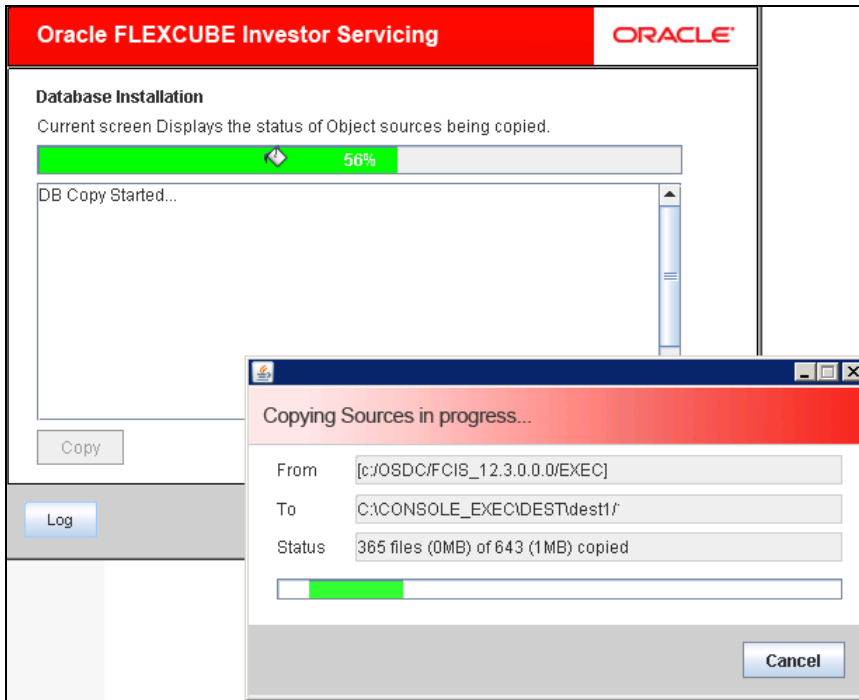 Oracle FLEXCUBE Investor Servicing
ORACLE
Database Installation
Current screen Displays the status of Object sources being copied.
56%
DB Copy Started...
Copying Sources in progress...
From [c:/OSDC/FCIS_12.3.0.0.0/EXEC]
To C:\CONSOLE_EXEC\DEST\dest1/`
Status 365 files (0MB) of 643 (1MB) copied
Copy
Log
Cancel